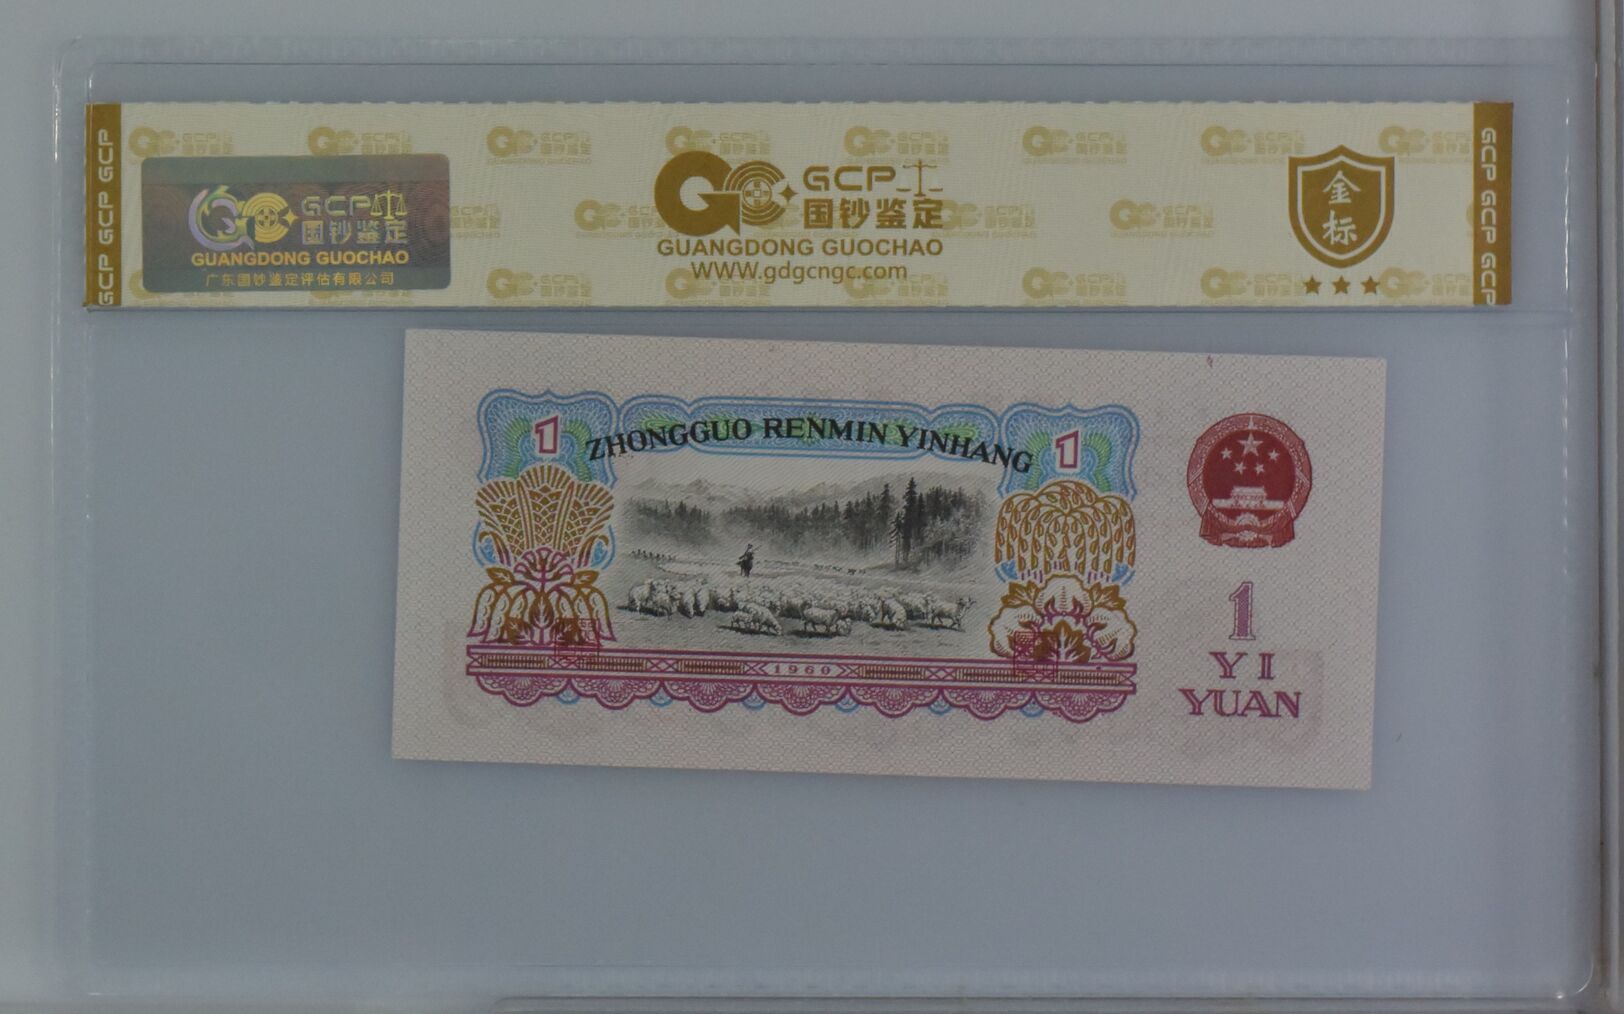 GCP GCP GCP
GCP
国钞鉴定
GUANGDONG GUOCHAO
广东国钞鉴定评估有限公司
GCP
国钞鉴定
GUANGDONG GUOCHAO
WWW.gdgcngc.com
金
标
GCP GCP GCP
1
ZHONGGUO RENMIN YINHANG
1
1960
1
YI
YUAN